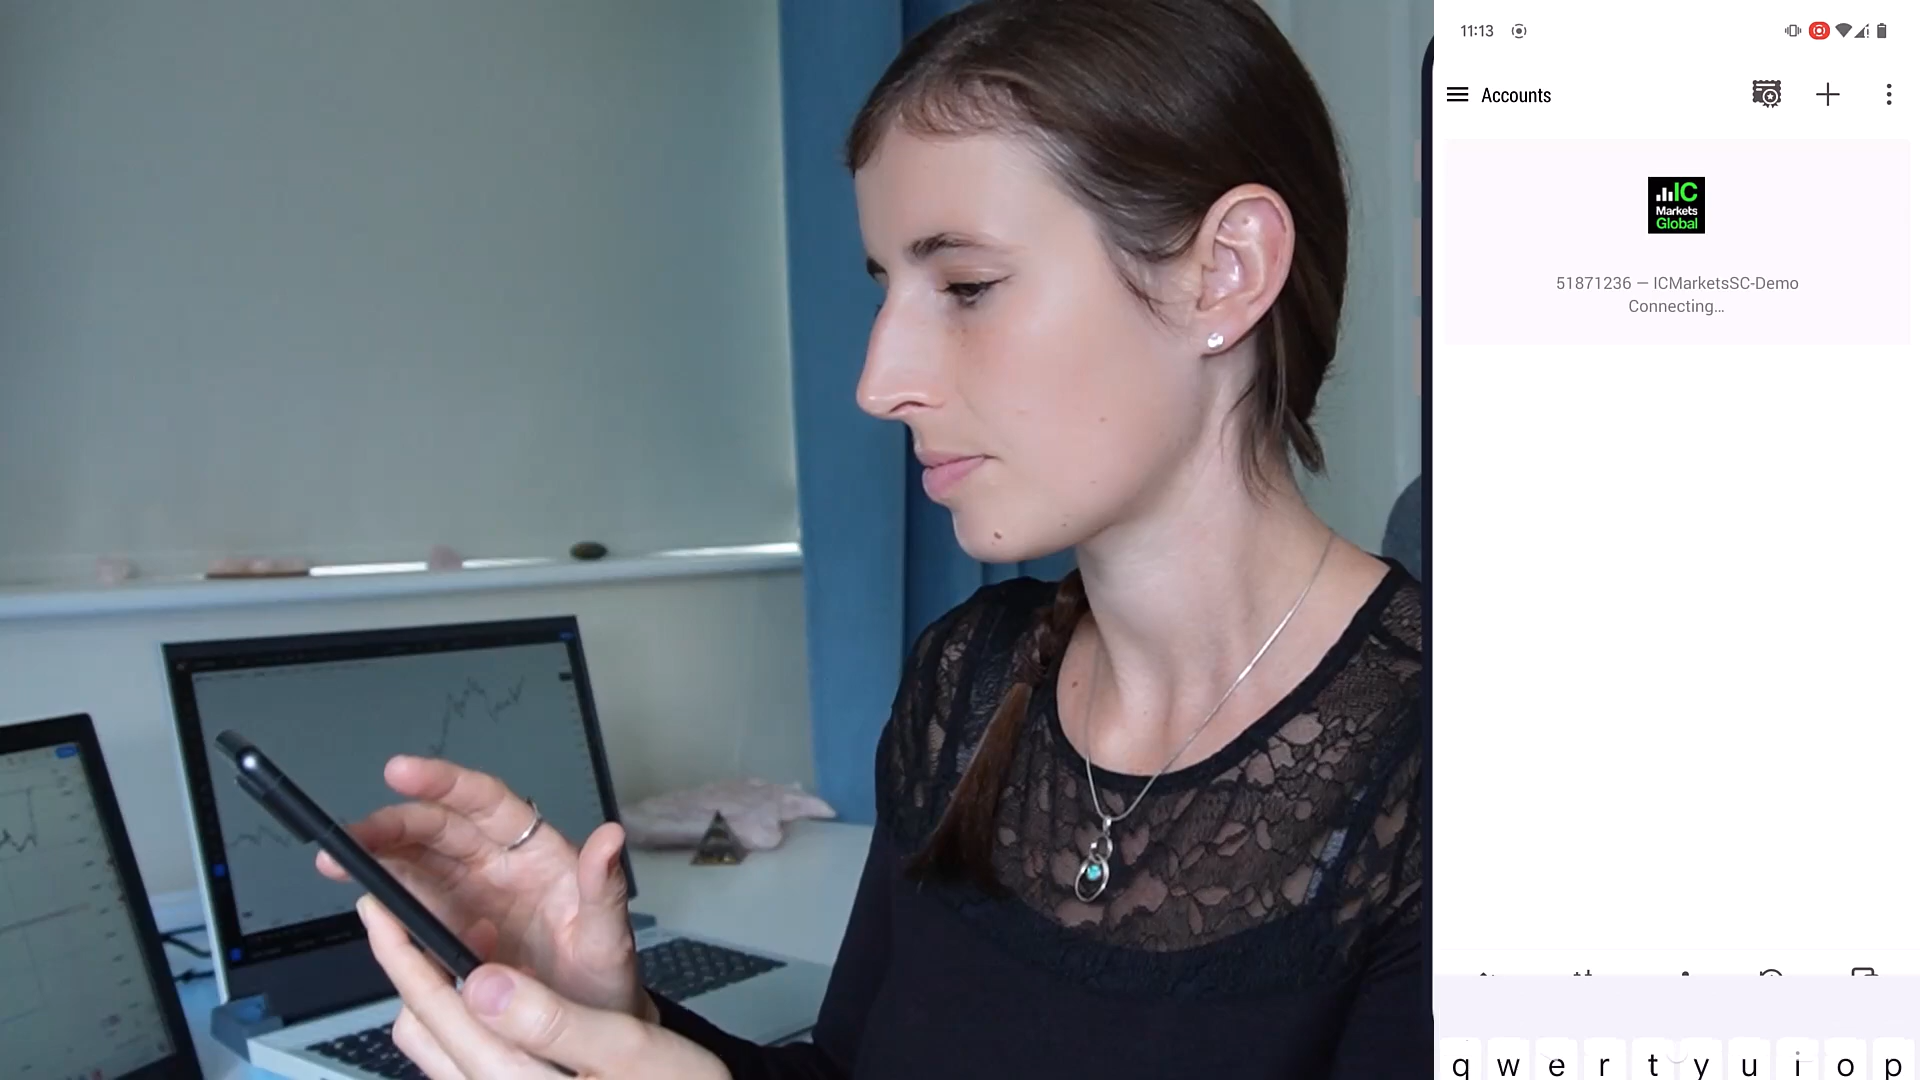 11:13
Accounts
IC
Markets
Global
51871236 — ICMarketsSC-Demo
Connecting...
q w e r t y u i o p